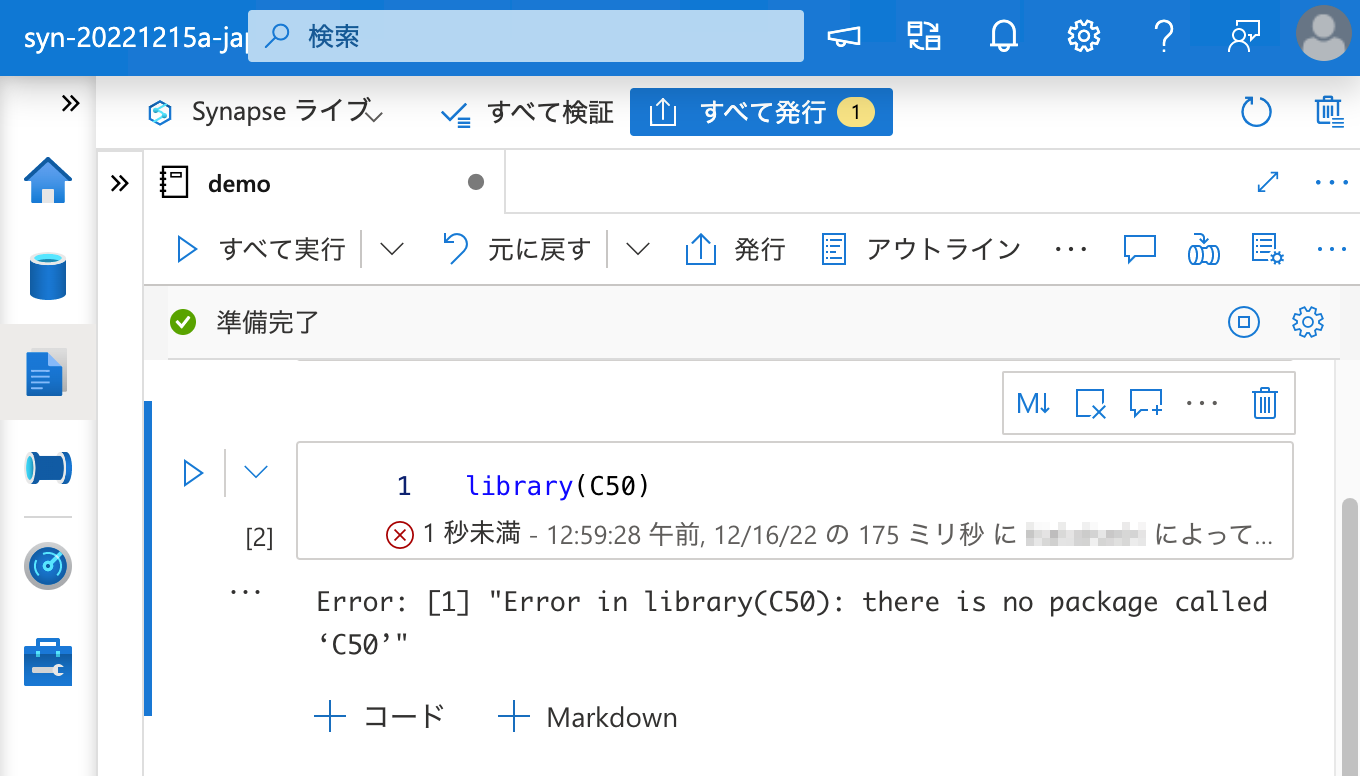 syn-20221215a-jap
検索
Synapse ライブ
すべて検証
すべて発行
1
demo
すべて実行
元に戻す
発行
アウトライン
準備完了
M↓
1 library(C50)
[2]
1 秒未満 - 12:59:28 午前, 12/16/22 の 175 ミリ秒 に によって...
Error: [1] "Error in library(C50): there is no package called
‘C50’"
コード
Markdown